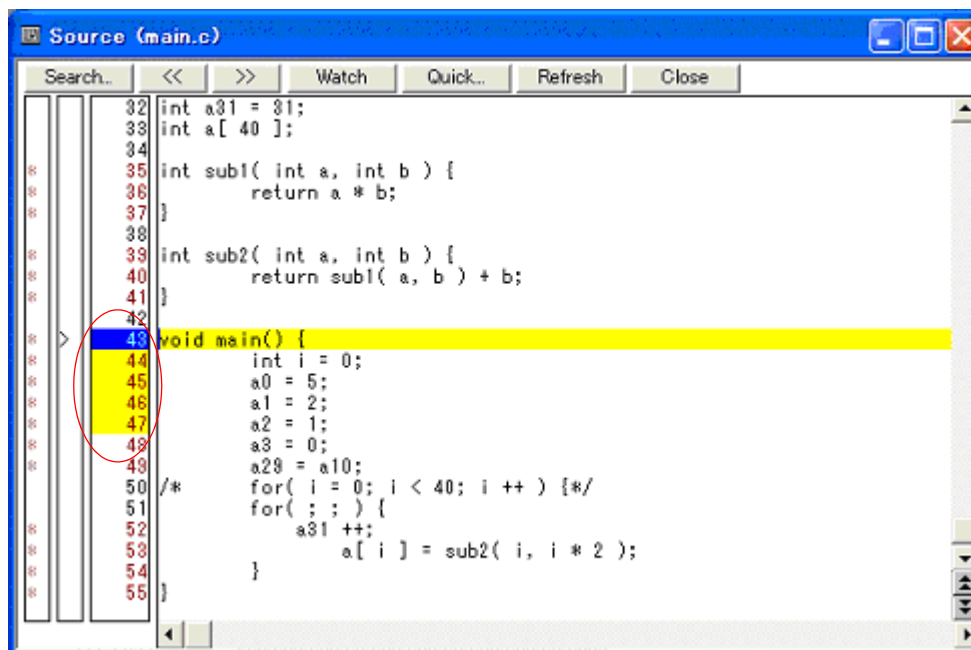 Source (main.c)
Search.. << >> Watch Quick... Refresh Close
32 int a31 = 31;
33 int a[ 40 ];
34
* 35 int sub1( int a, int b ) {
* 36 return a * b;
* 37 }
38
* 39 int sub2( int a, int b ) {
* 40 return sub1( a, b ) + b;
* 41 }
42
* > 43 void main() {
* 44 int i = 0;
* 45 a0 = 5;
* 46 a1 = 2;
* 47 a2 = 1;
* 48 a3 = 0;
* 49 a29 = a10;
50 /* for( i = 0; i < 40; i ++ ) {*/
51 for( ; ; ) {
* 52 a31 ++;
* 53 a[ i ] = sub2( i, i * 2 );
* 54 }
* 55 }